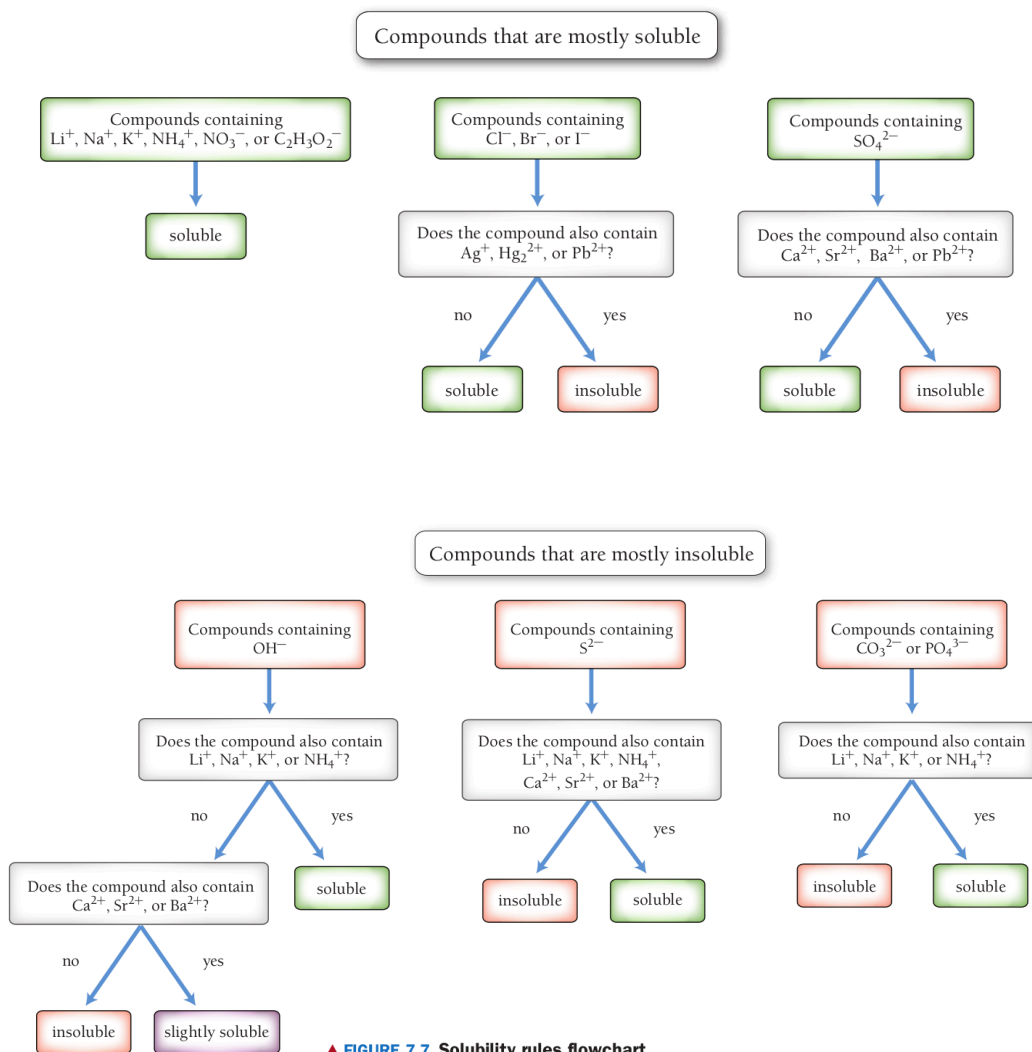 Compounds that are mostly soluble
Compounds containing
Li⁺, Na⁺, K⁺, NH₄⁺, NO₃⁻, or C₂H₃O₂⁻
soluble
Compounds containing
Cl⁻, Br⁻, or I⁻
Does the compound also contain
Ag⁺, Hg₂²⁺, or Pb²⁺?
no
yes
soluble
insoluble
Compounds containing
SO₄²⁻
Does the compound also contain
Ca²⁺, Sr²⁺, Ba²⁺, or Pb²⁺?
no
yes
soluble
insoluble
Compounds that are mostly insoluble
Compounds containing
OH⁻
Does the compound also contain
Li⁺, Na⁺, K⁺, or NH₄⁺?
no
yes
Does the compound also contain
Ca²⁺, Sr²⁺, or Ba²⁺?
soluble
no
yes
insoluble
slightly soluble
Compounds containing
S²⁻
Does the compound also contain
Li⁺, Na⁺, K⁺, NH₄⁺,
Ca²⁺, Sr²⁺, or Ba²⁺?
no
yes
insoluble
soluble
Compounds containing
CO₃²⁻ or PO₄³⁻
Does the compound also contain
Li⁺, Na⁺, K⁺, or NH₄⁺?
no
yes
insoluble
soluble
▲ FIGURE 7.7 Solubility rules flowchart